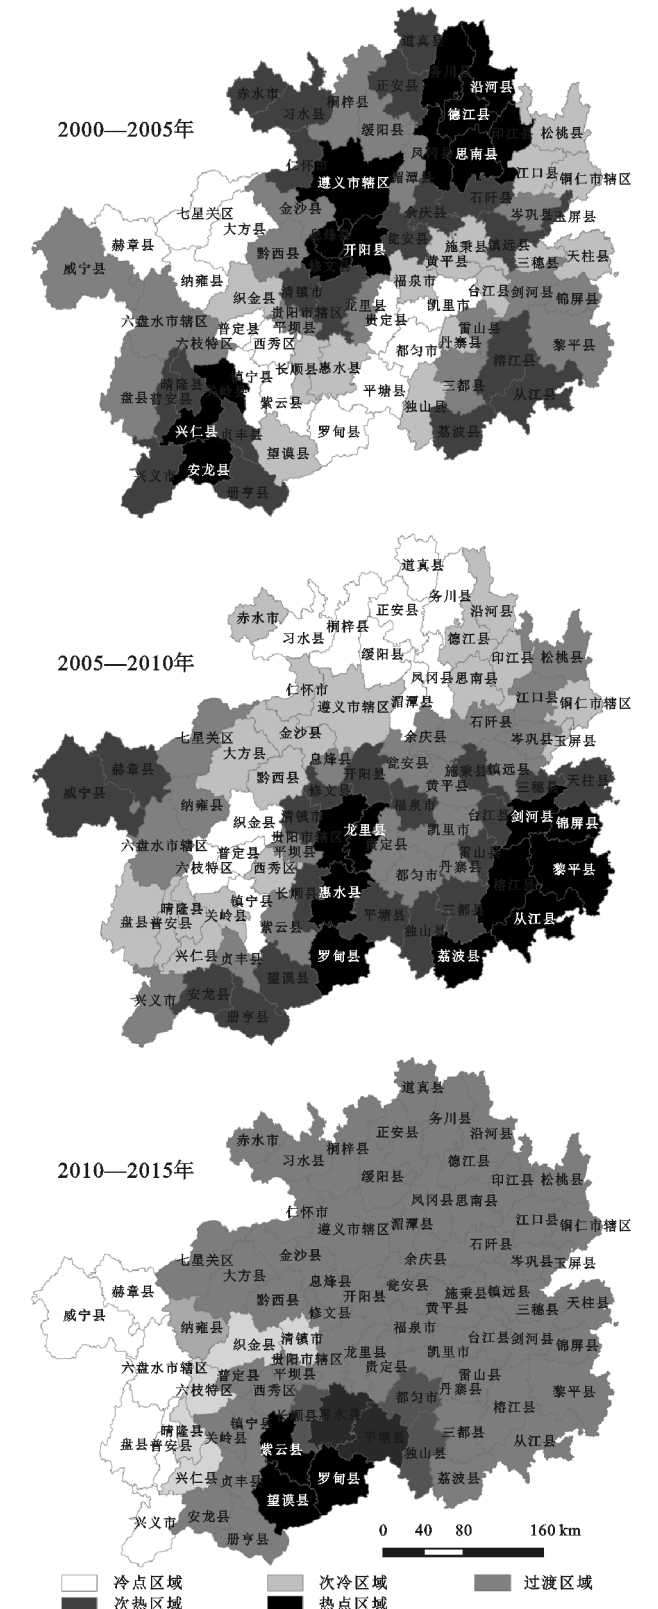 道真县
务川县
沿河县
赤水市
正安县
桐梓县
习水县
德江县
2000—2005年
缓阳县
印江县
松桃县
凤冈县
思南县
仁怀市
遵义市辖区
湄潭县
江口县
铜仁市辖区
石阡县
七星关区
金沙县
余庆县
岑巩县
玉屏县
大方县
息烽县
瓮安县
赫章县
黔西县
开阳县
施秉县
镇远县
天柱县
威宁县
修文县
黄平县
三穗县
纳雍县
织金县
清镇市
福泉市
台江县
剑河县
锦屏县
龙里县
凯里市
六盘水市辖区
贵阳市辖区
贵定县
普定县
平坝县
雷山县
六枝特区
西秀区
都匀市
丹寨县
黎平县
榕江县
晴隆县
镇宁县
长顺县
惠水县
盘县
普安县
关岭县
平塘县
三都县
从江县
紫云县
独山县
兴仁县
贞丰县
罗甸县
荔波县
望谟县
兴义市
安龙县
册亨县
道真县
务川县
沿河县
正安县
赤水市
桐梓县
习水县
德江县
缓阳县
2005—2010年
印江县
松桃县
凤冈县
思南县
仁怀市
湄潭县
江口县
铜仁市辖区
遵义市辖区
石阡县
七星关区
金沙县
余庆县
岑巩县
玉屏县
大方县
息烽县
瓮安县
赫章县
黔西县
开阳县
施秉县
镇远县
天柱县
威宁县
修文县
黄平县
三穗县
纳雍县
福泉市
织金县
清镇市
台江县
剑河县
锦屏县
龙里县
凯里市
六盘水市辖区
贵阳市辖区
贵定县
普定县
平坝县
雷山县
六枝特区
西秀区
都匀市
丹寨县
黎平县
榕江县
镇宁县
长顺县
惠水县
晴隆县
盘县
普安县
关岭县
平塘县
三都县
从江县
紫云县
独山县
兴仁县
贞丰县
罗甸县
荔波县
望谟县
兴义市
安龙县
册亨县
道真县
务川县
沿河县
正安县
赤水市
桐梓县
习水县
德江县
2010—2015年
缓阳县
印江县
松桃县
凤冈县
思南县
仁怀市
遵义市辖区
湄潭县
江口县
铜仁市辖区
石阡县
七星关区
金沙县
余庆县
岑巩县
玉屏县
大方县
息烽县
瓮安县
赫章县
黔西县
开阳县
施秉县
镇远县
天柱县
威宁县
修文县
黄平县
三穗县
纳雍县
福泉市
织金县
清镇市
台江县
剑河县
锦屏县
龙里县
凯里市
贵阳市辖区
六盘水市辖区
贵定县
普定县
平坝县
雷山县
六枝特区
西秀区
都匀市
丹寨县
黎平县
榕江县
长顺县
惠水县
镇宁县
晴隆县
盘县
普安县
关岭县
平塘县
三都县
从江县
紫云县
独山县
兴仁县
贞丰县
罗甸县
荔波县
望谟县
兴义市
安龙县
册亨县
0 40 80 160 km
冷点区域 次冷区域 过渡区域
次热区域 热点区域